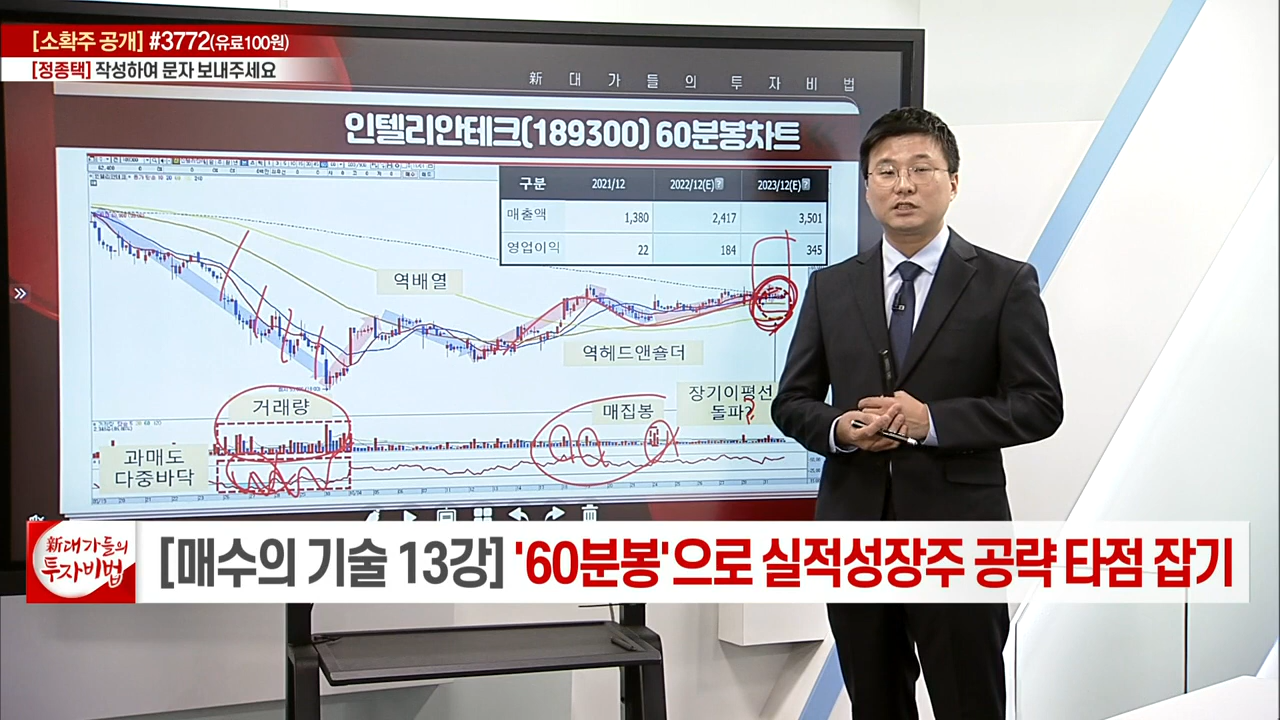 [소확주 공개] #3772(유료100원)
[정종택] 작성하여 문자 보내주세요
新 대 가 들 의 투 자 비 법
인텔리안테크(189300) 60분봉차트
구분 2021/12 2022/12(E) 2023/12(E)
매출액 1,380 2,417 3,501
영업이익 22 184 345
역배열
역헤드앤숄더
장기이평선
돌파?
거래량
매집봉
과매도
다중바닥
新대가들의
투자비법
[매수의 기술 13강] '60분봉'으로 실적성장주 공략 타점 잡기